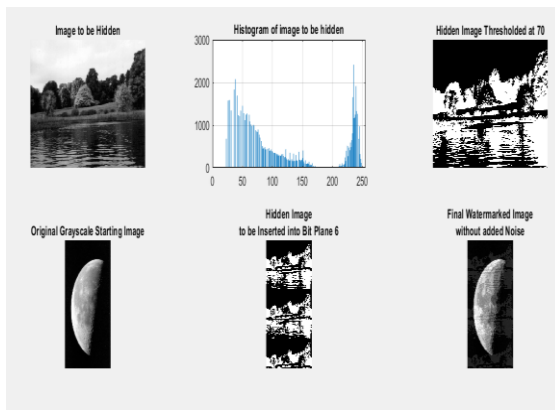 Image to be Hidden
Histogram of image to be hidden
Hidden Image Thresholded at 70
3000
2000
1000
0
0 50 100 150 200 250
Original Grayscale Starting Image
Hidden Image
to be Inserted into Bit Plane 6
Final Watermarked Image
without added Noise